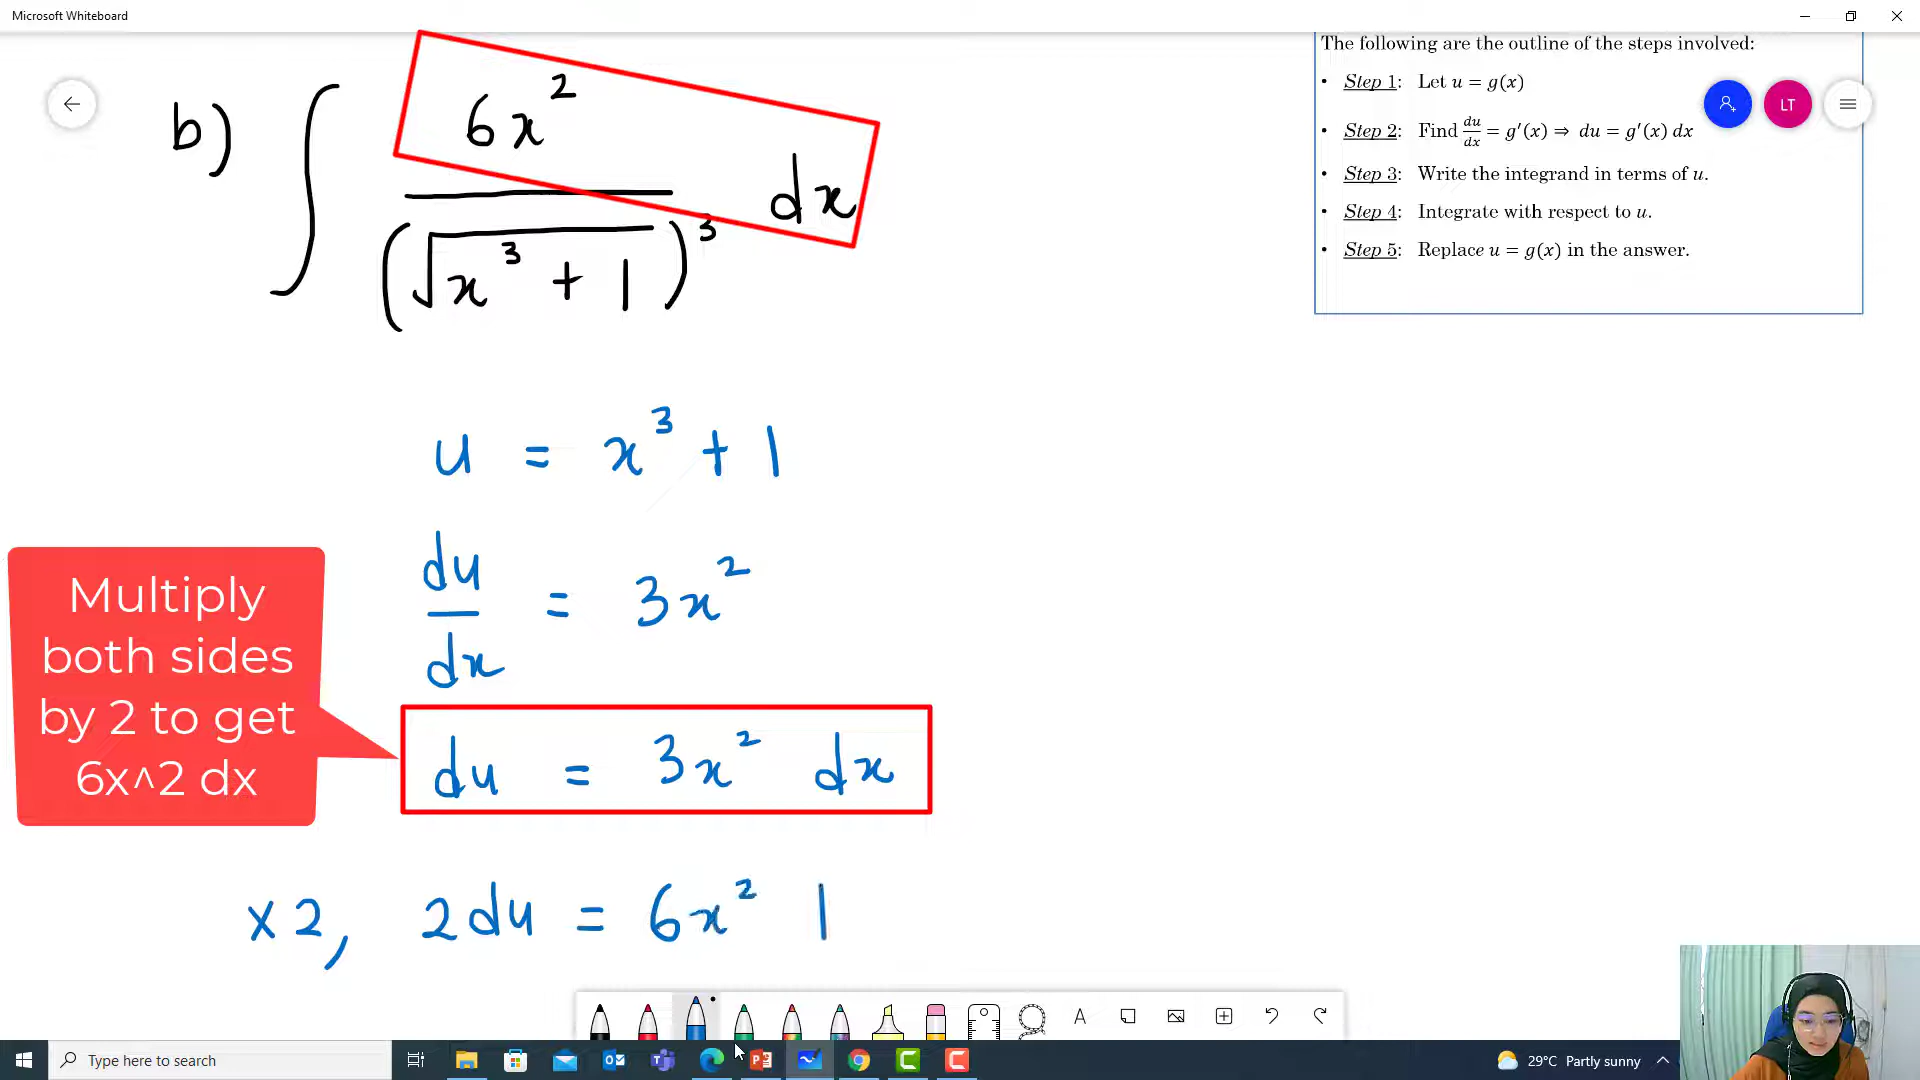 Microsoft Whiteboard
b) ∫ 6x² / (√x³ + 1)³ dx
The following are the outline of the steps involved:
• Step 1: Let u = g(x)
• Step 2: Find du/dx = g′(x) ⇒ du = g′(x) dx
• Step 3: Write the integrand in terms of u.
• Step 4: Integrate with respect to u.
• Step 5: Replace u = g(x) in the answer.
LT
u = x³ + 1
du/dx = 3x²
Multiply
both sides
by 2 to get
6x^2 dx
du = 3x² dx
x2, 2du = 6x²
A
Type here to search
29°C Partly sunny